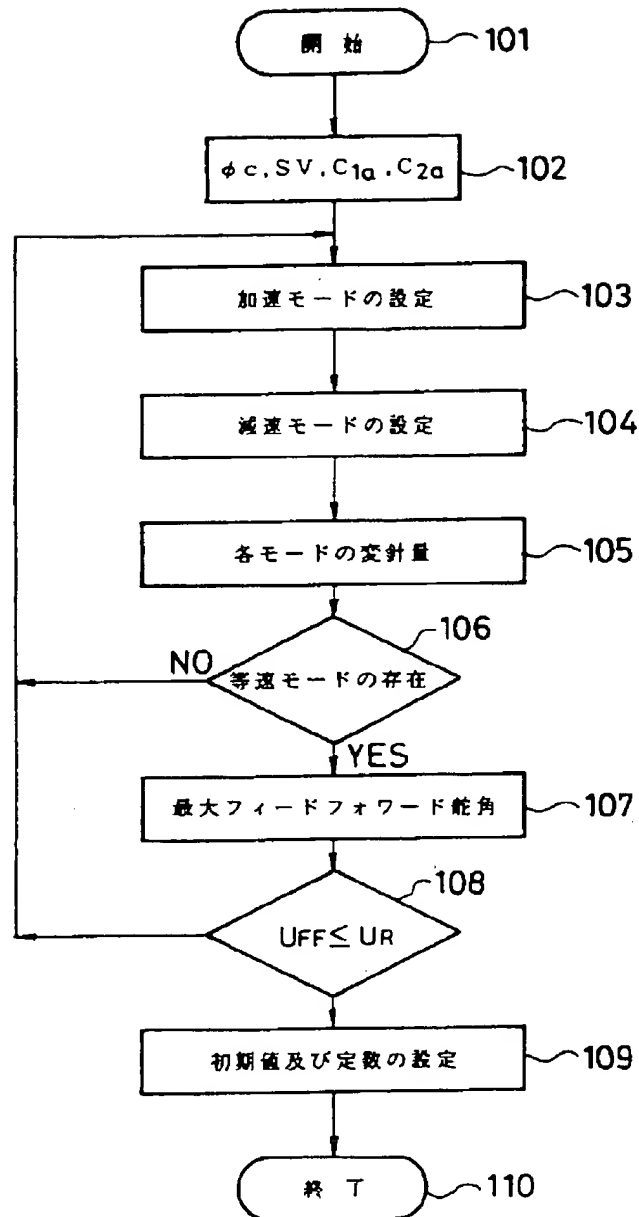 開始
101
φc, SV, C1a, C2a
102
加速モードの設定
103
減速モードの設定
104
各モードの変針量
105
106
NO
等速モードの存在
YES
最大フィードフォワード舵角
107
108
UFF≦UR
初期値及び定数の設定
109
終了
110